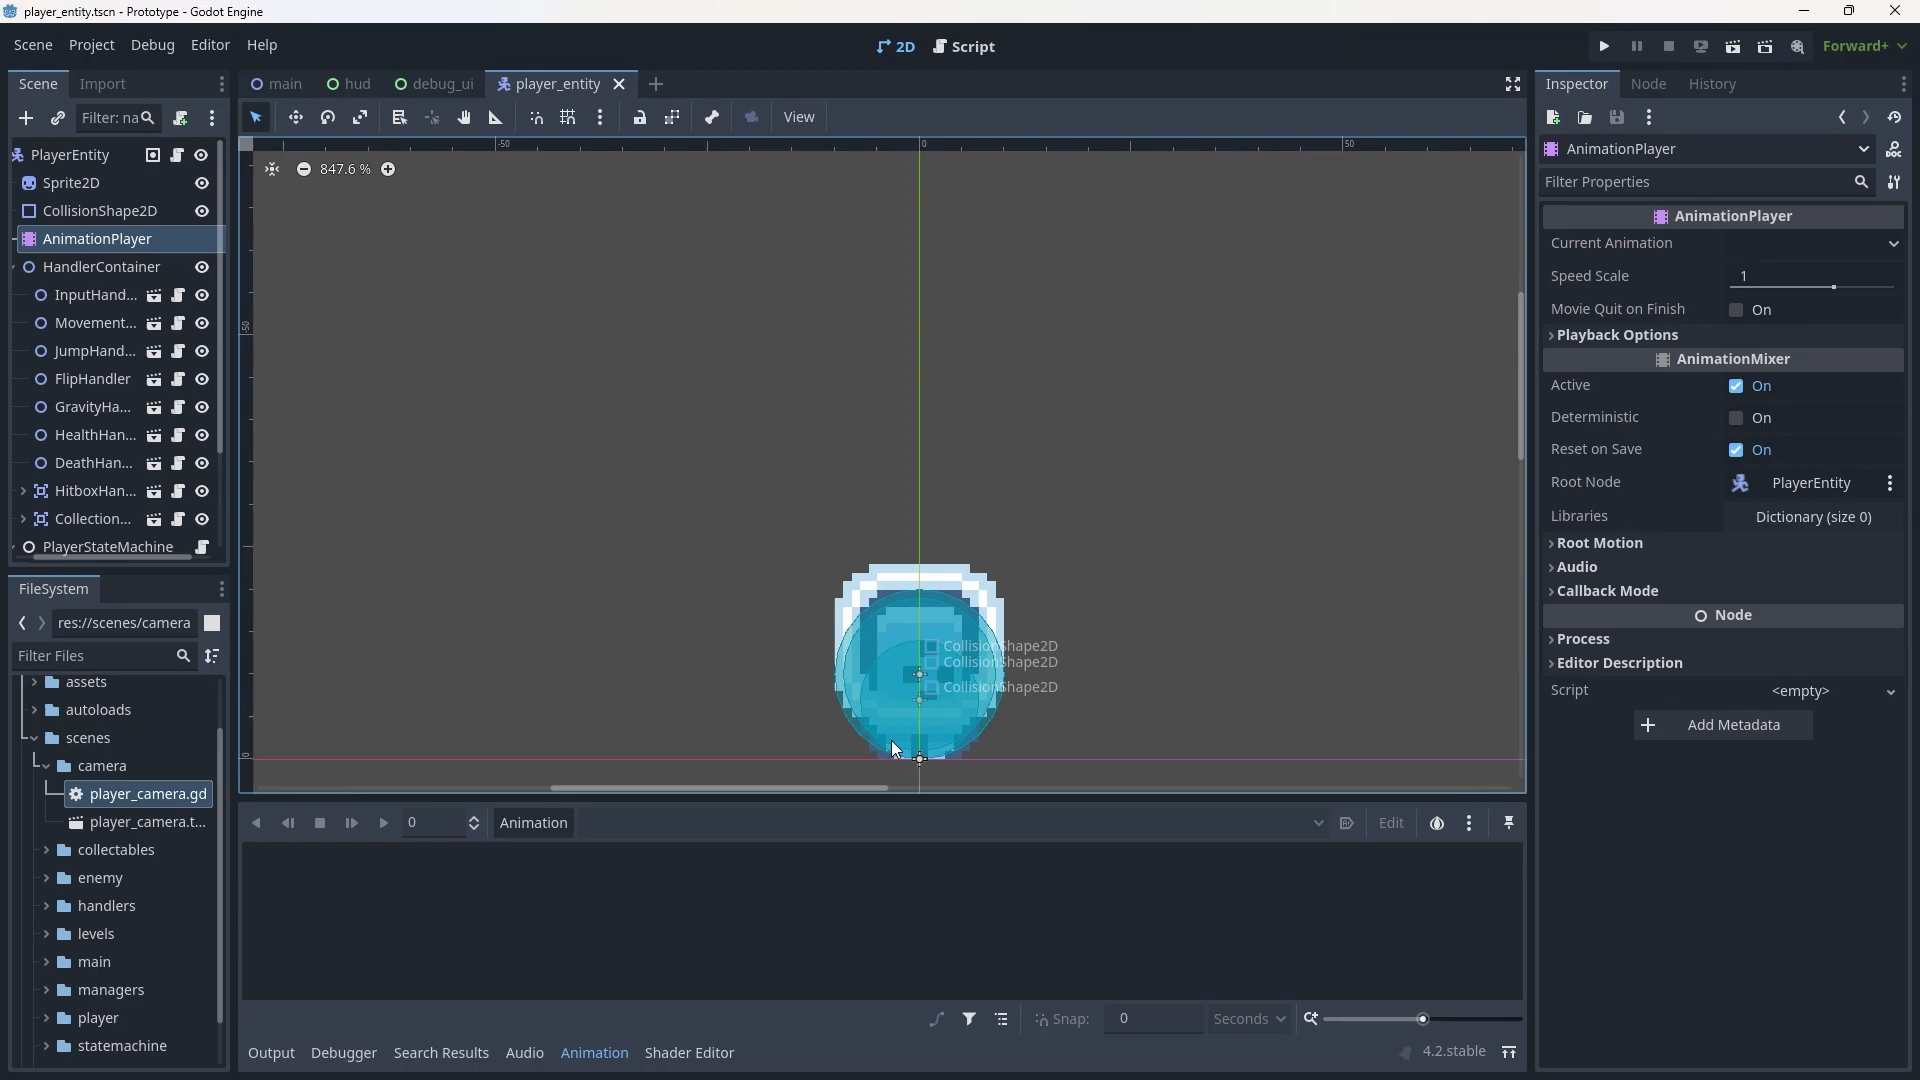 player_entity.tscn - Prototype - Godot Engine
Scene Project Debug Editor Help
2D Script
Forward+
Scene Import
Filter: na
PlayerEntity
Sprite2D
CollisionShape2D
AnimationPlayer
HandlerContainer
InputHand...
Movement...
JumpHand...
FlipHandler
GravityHa...
HealthHan...
DeathHan...
HitboxHan...
Collection...
PlayerStateMachine
FileSystem
res://scenes/camera
Filter Files
assets
autoloads
scenes
camera
player_camera.gd
player_camera.t...
collectables
enemy
handlers
levels
main
managers
player
statemachine
main hud debug_ui player_entity
View
-50 0 50
847.6 %
-50
0
CollisionShape2D
CollisionShape2D
CollisionShape2D
0 Animation Edit
Snap: 0 Seconds
Output Debugger Search Results Audio Animation Shader Editor 4.2.stable
Inspector Node History
AnimationPlayer
Filter Properties
AnimationPlayer
Current Animation
Speed Scale 1
Movie Quit on Finish On
Playback Options
AnimationMixer
Active On
Deterministic On
Reset on Save On
Root Node PlayerEntity
Libraries Dictionary (size 0)
Root Motion
Audio
Callback Mode
Node
Process
Editor Description
Script <empty>
Add Metadata